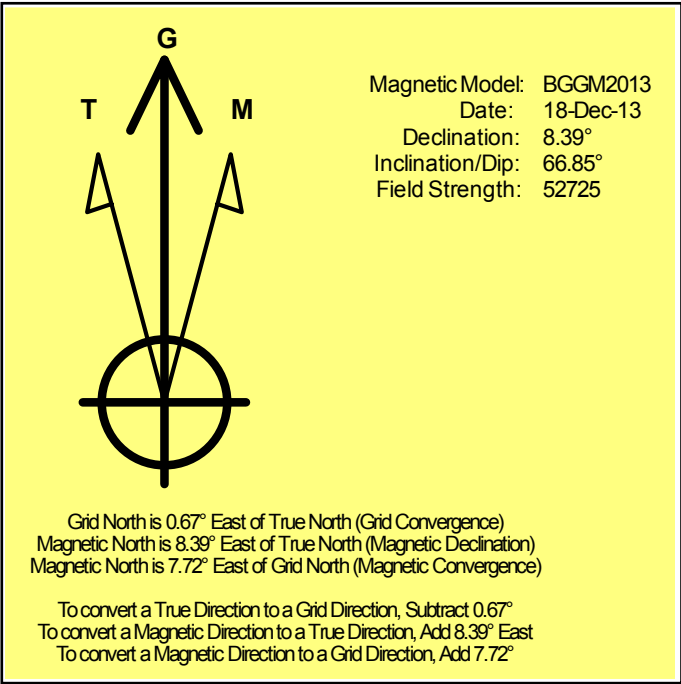 G
T
M
Magnetic Model: BGGM2013
Date: 18-Dec-13
Declination: 8.39°
Inclination/Dip: 66.85°
Field Strength: 52725
Grid North is 0.67° East of True North (Grid Convergence)
Magnetic North is 8.39° East of True North (Magnetic Declination)
Magnetic North is 7.72° East of Grid North (Magnetic Convergence)
To convert a True Direction to a Grid Direction, Subtract 0.67°
To convert a Magnetic Direction to a True Direction, Add 8.39° East
To convert a Magnetic Direction to a Grid Direction, Add 7.72°